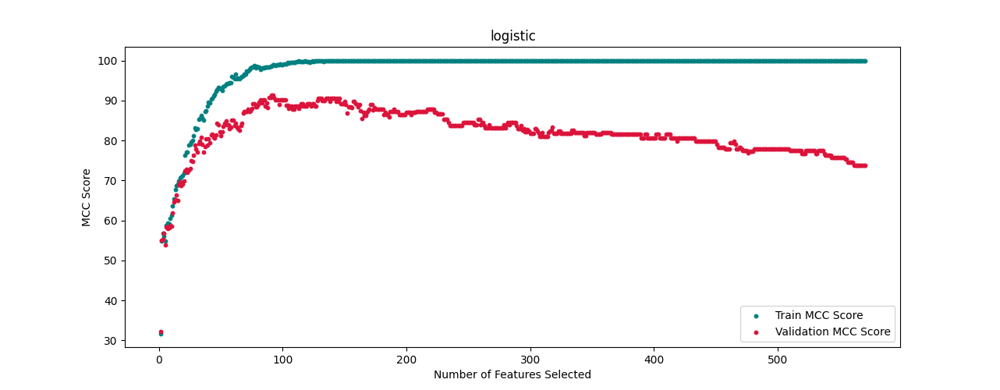 logistic
MCC Score
100
90
80
70
60
50
40
30
0 100 200 300 400 500
Number of Features Selected
Train MCC Score
Validation MCC Score